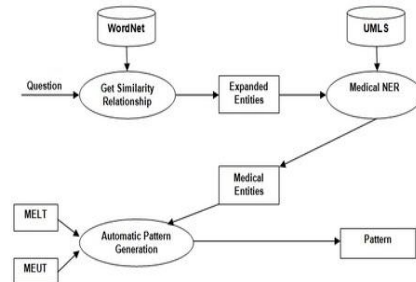 WordNet
UMLS
Question
Get Similarity
Relationship
Expanded
Entities
Medical NER
Medical
Entities
MELT
Automatic Pattern
Generation
Pattern
MEUT